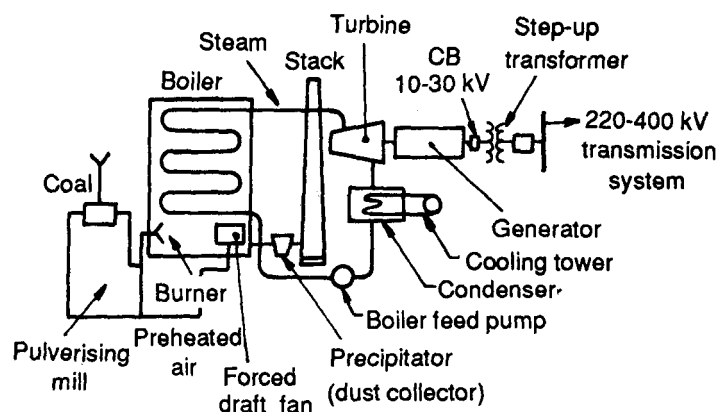 Turbine
Step-up
transformer
Steam
Stack
CB
10-30 kV
Boiler
220-400 kV
transmission
system
Coal
Generator
Cooling tower
Condenser
Burner
Boiler feed pump
Pulverising
mill
Preheated
air
Forced
draft fan
Precipitator
(dust collector)